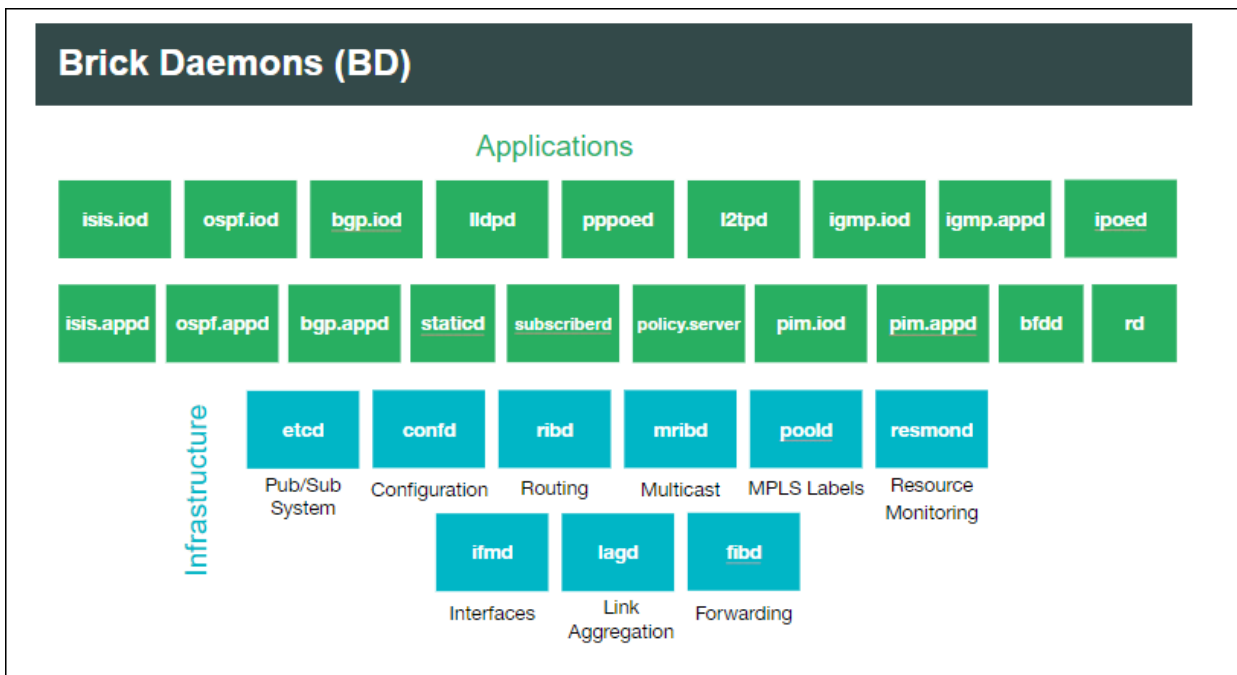 Brick Daemons (BD)
Applications
isis.iod ospf.iod bgp.iod lldpd pppoed l2tpd igmp.iod igmp.appd ipoed
isis.appd ospf.appd bgp.appd staticd subscriberd policy.server pim.iod pim.appd bfdd rd
Infrastructure
etcd confd ribd mribd poold resmond
Pub/Sub
System
Configuration
Routing
Multicast
MPLS Labels
Resource
Monitoring
ifmd lagd fibd
Interfaces
Link
Aggregation
Forwarding